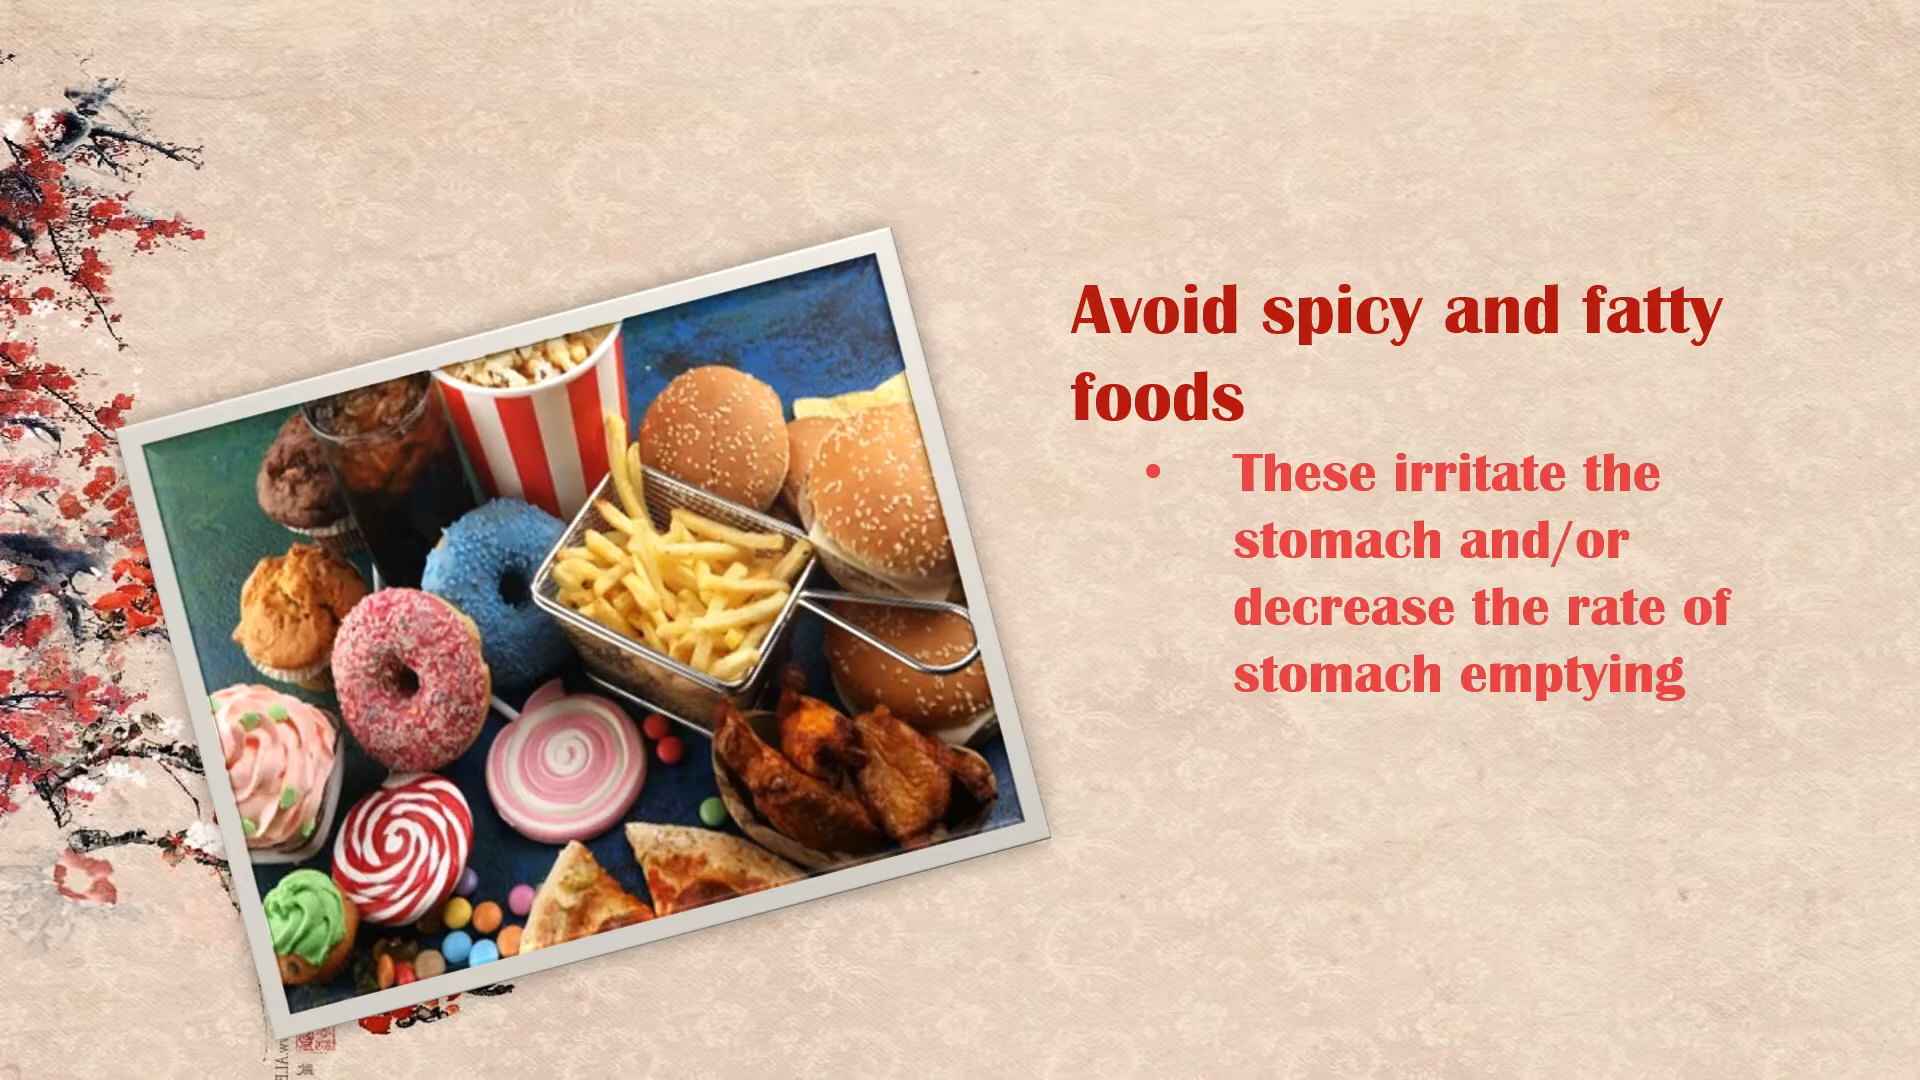 Avoid spicy and fatty
foods
• These irritate the
stomach and/or
decrease the rate of
stomach emptying